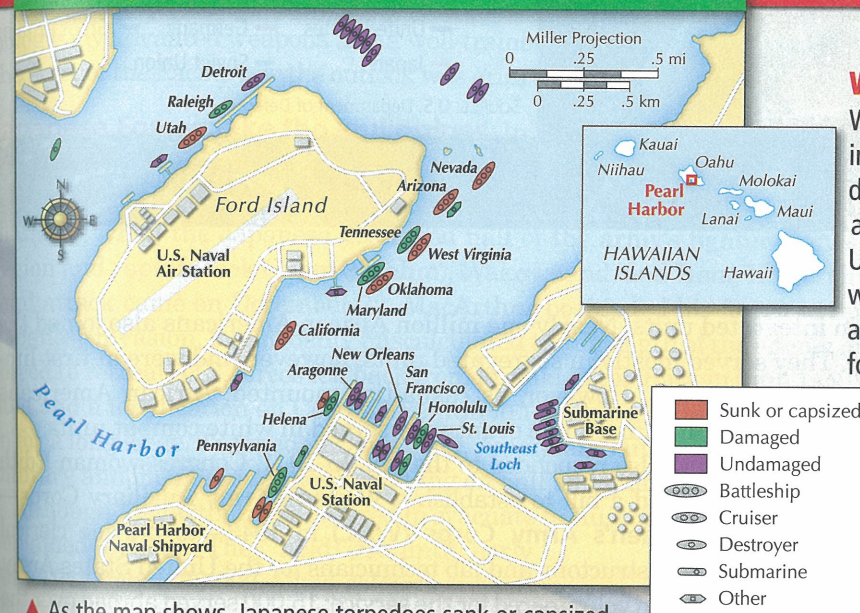 Miller Projection
0 .25 .5 mi
0 .25 .5 km
Detroit
Raleigh
Utah
Nevada
Arizona
Ford Island
Tennessee
West Virginia
U.S. Naval
Air Station
Oklahoma
Maryland
California
New Orleans
Aragonne
San
Francisco
Honolulu
Helena
St. Louis
Pennsylvania
Southeast
Loch
Submarine
Base
U.S. Naval
Station
Pearl Harbor
Pearl Harbor
Naval Shipyard
N
W E
S
Kauai
Niihau
Oahu
Pearl
Harbor
Molokai
Lanai
Maui
HAWAIIAN
ISLANDS
Hawaii
Sunk or capsized
Damaged
Undamaged
Battleship
Cruiser
Destroyer
Submarine
Other
As the map shows, Japanese torpedoes sank or capsized